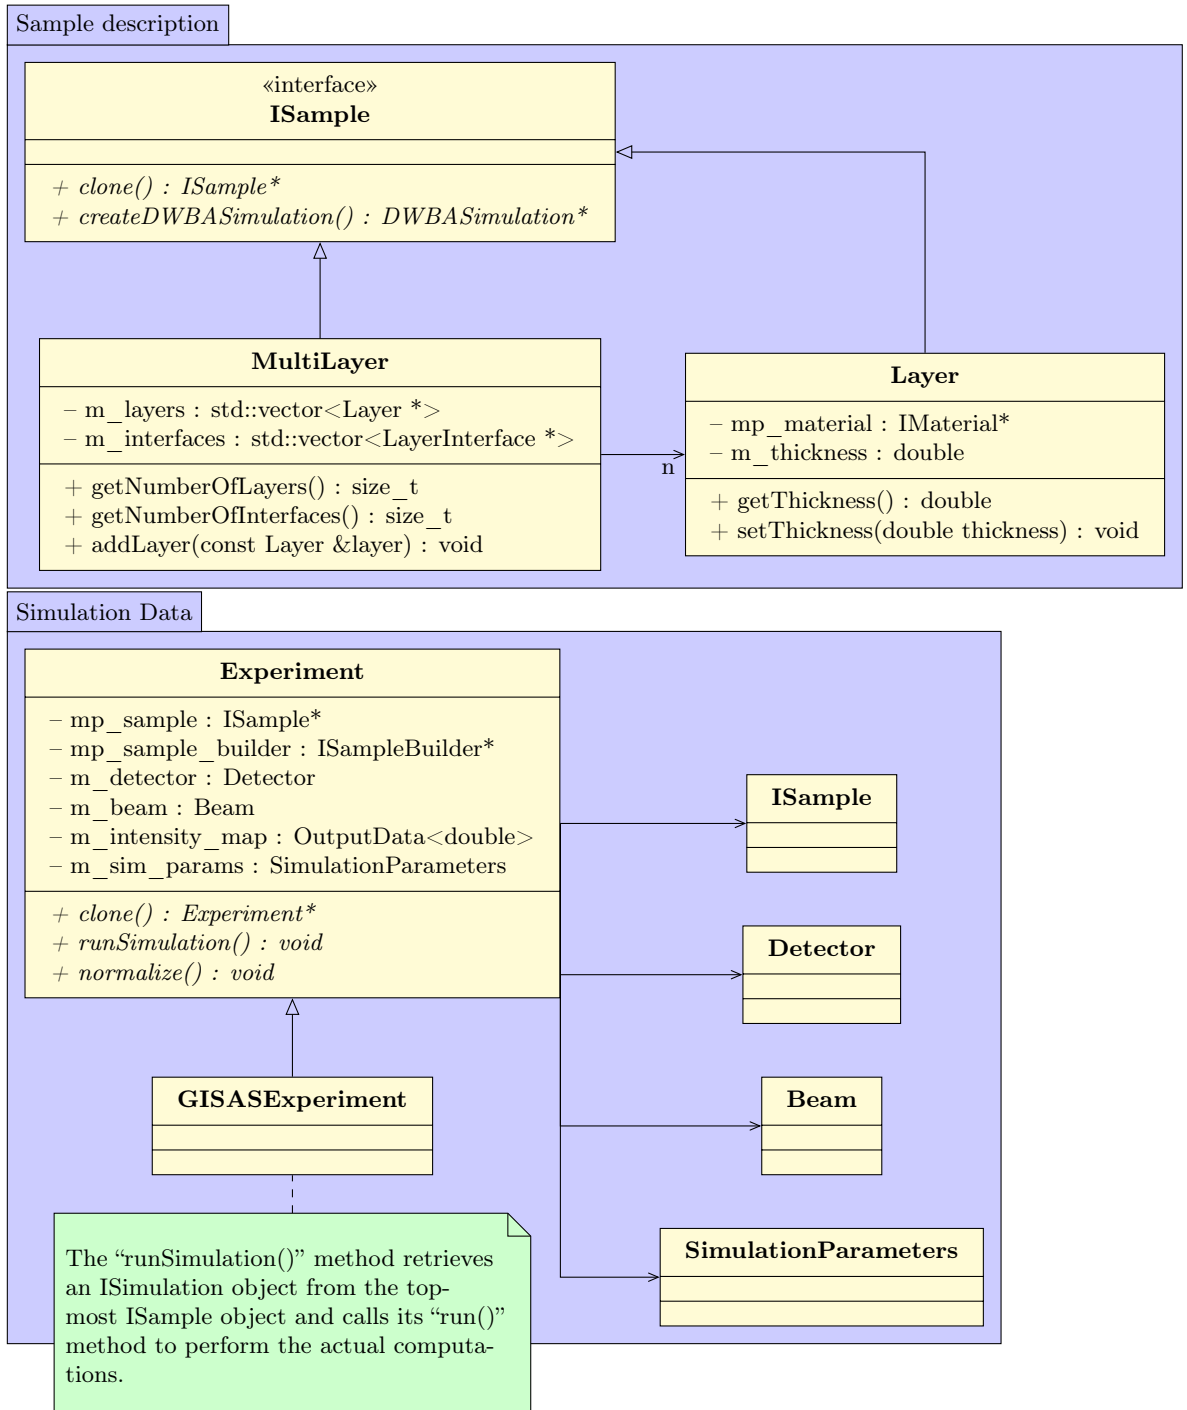 Sample description
«interface»
ISample
+ clone() : ISample*
+ createDWBASimulation() : DWBASimulation*
MultiLayer
– m_layers : std::vector<Layer *>
– m_interfaces : std::vector<LayerInterface *>
+ getNumberOfLayers() : size_t
+ getNumberOfInterfaces() : size_t
+ addLayer(const Layer &layer) : void
n
Layer
– mp_material : IMaterial*
– m_thickness : double
+ getThickness() : double
+ setThickness(double thickness) : void
Simulation Data
Experiment
– mp_sample : ISample*
– mp_sample_builder : ISampleBuilder*
– m_detector : Detector
– m_beam : Beam
– m_intensity_map : OutputData<double>
– m_sim_params : SimulationParameters
+ clone() : Experiment*
+ runSimulation() : void
+ normalize() : void
ISample
Detector
GISASExperiment
Beam
SimulationParameters
The “runSimulation()” method retrieves
an ISimulation object from the top-
most ISample object and calls its “run()”
method to perform the actual computa-
tions.